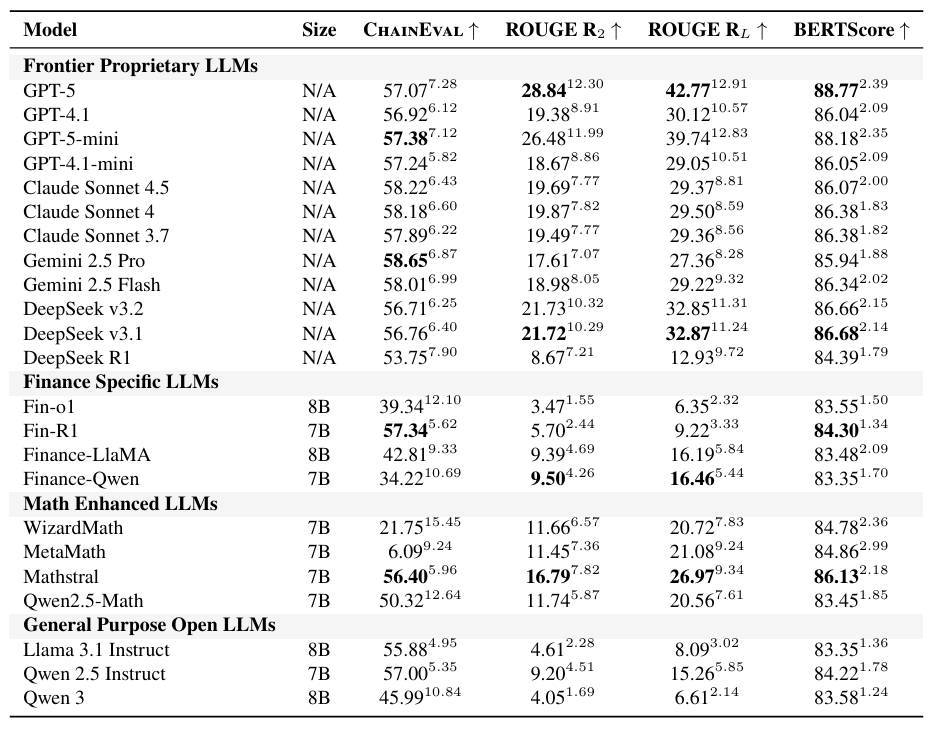 Model Size CHAINEVAL ↑ ROUGE R2 ↑ ROUGE RL ↑ BERTScore ↑
Frontier Proprietary LLMs
GPT-5 N/A 57.07 7.28 28.84 12.30 42.77 12.91 88.77 2.39
GPT-4.1 N/A 56.92 6.12 19.38 8.91 30.12 10.57 86.04 2.09
GPT-5-mini N/A 57.38 7.12 26.48 11.99 39.74 12.83 88.18 2.35
GPT-4.1-mini N/A 57.24 5.82 18.67 8.86 29.05 10.51 86.05 2.09
Claude Sonnet 4.5 N/A 58.22 6.43 19.69 7.77 29.37 8.81 86.07 2.00
Claude Sonnet 4 N/A 58.18 6.60 19.87 7.82 29.50 8.59 86.38 1.83
Claude Sonnet 3.7 N/A 57.89 6.22 19.49 7.77 29.36 8.56 86.38 1.82
Gemini 2.5 Pro N/A 58.65 6.87 17.61 7.07 27.36 8.28 85.94 1.88
Gemini 2.5 Flash N/A 58.01 6.99 18.98 8.05 29.22 9.32 86.34 2.02
DeepSeek v3.2 N/A 56.71 6.25 21.73 10.32 32.85 11.31 86.66 2.15
DeepSeek v3.1 N/A 56.76 6.40 21.72 10.29 32.87 11.24 86.68 2.14
DeepSeek R1 N/A 53.75 7.90 8.67 7.21 12.93 9.72 84.39 1.79
Finance Specific LLMs
Fin-o1 8B 39.34 12.10 3.47 1.55 6.35 2.32 83.55 1.50
Fin-R1 7B 57.34 5.62 5.70 2.44 9.22 3.33 84.30 1.34
Finance-LlaMA 8B 42.81 9.33 9.39 4.69 16.19 5.84 83.48 2.09
Finance-Qwen 7B 34.22 10.69 9.50 4.26 16.46 5.44 83.35 1.70
Math Enhanced LLMs
WizardMath 7B 21.75 15.45 11.66 6.57 20.72 7.83 84.78 2.36
MetaMath 7B 6.09 9.24 11.45 7.36 21.08 9.24 84.86 2.99
Mathstral 7B 56.40 5.96 16.79 7.82 26.97 9.34 86.13 2.18
Qwen2.5-Math 7B 50.32 12.64 11.74 5.87 20.56 7.61 83.45 1.85
General Purpose Open LLMs
Llama 3.1 Instruct 8B 55.88 4.95 4.61 2.28 8.09 3.02 83.35 1.36
Qwen 2.5 Instruct 7B 57.00 5.35 9.20 4.51 15.26 5.85 84.22 1.78
Qwen 3 8B 45.99 10.84 4.05 1.69 6.61 2.14 83.58 1.24